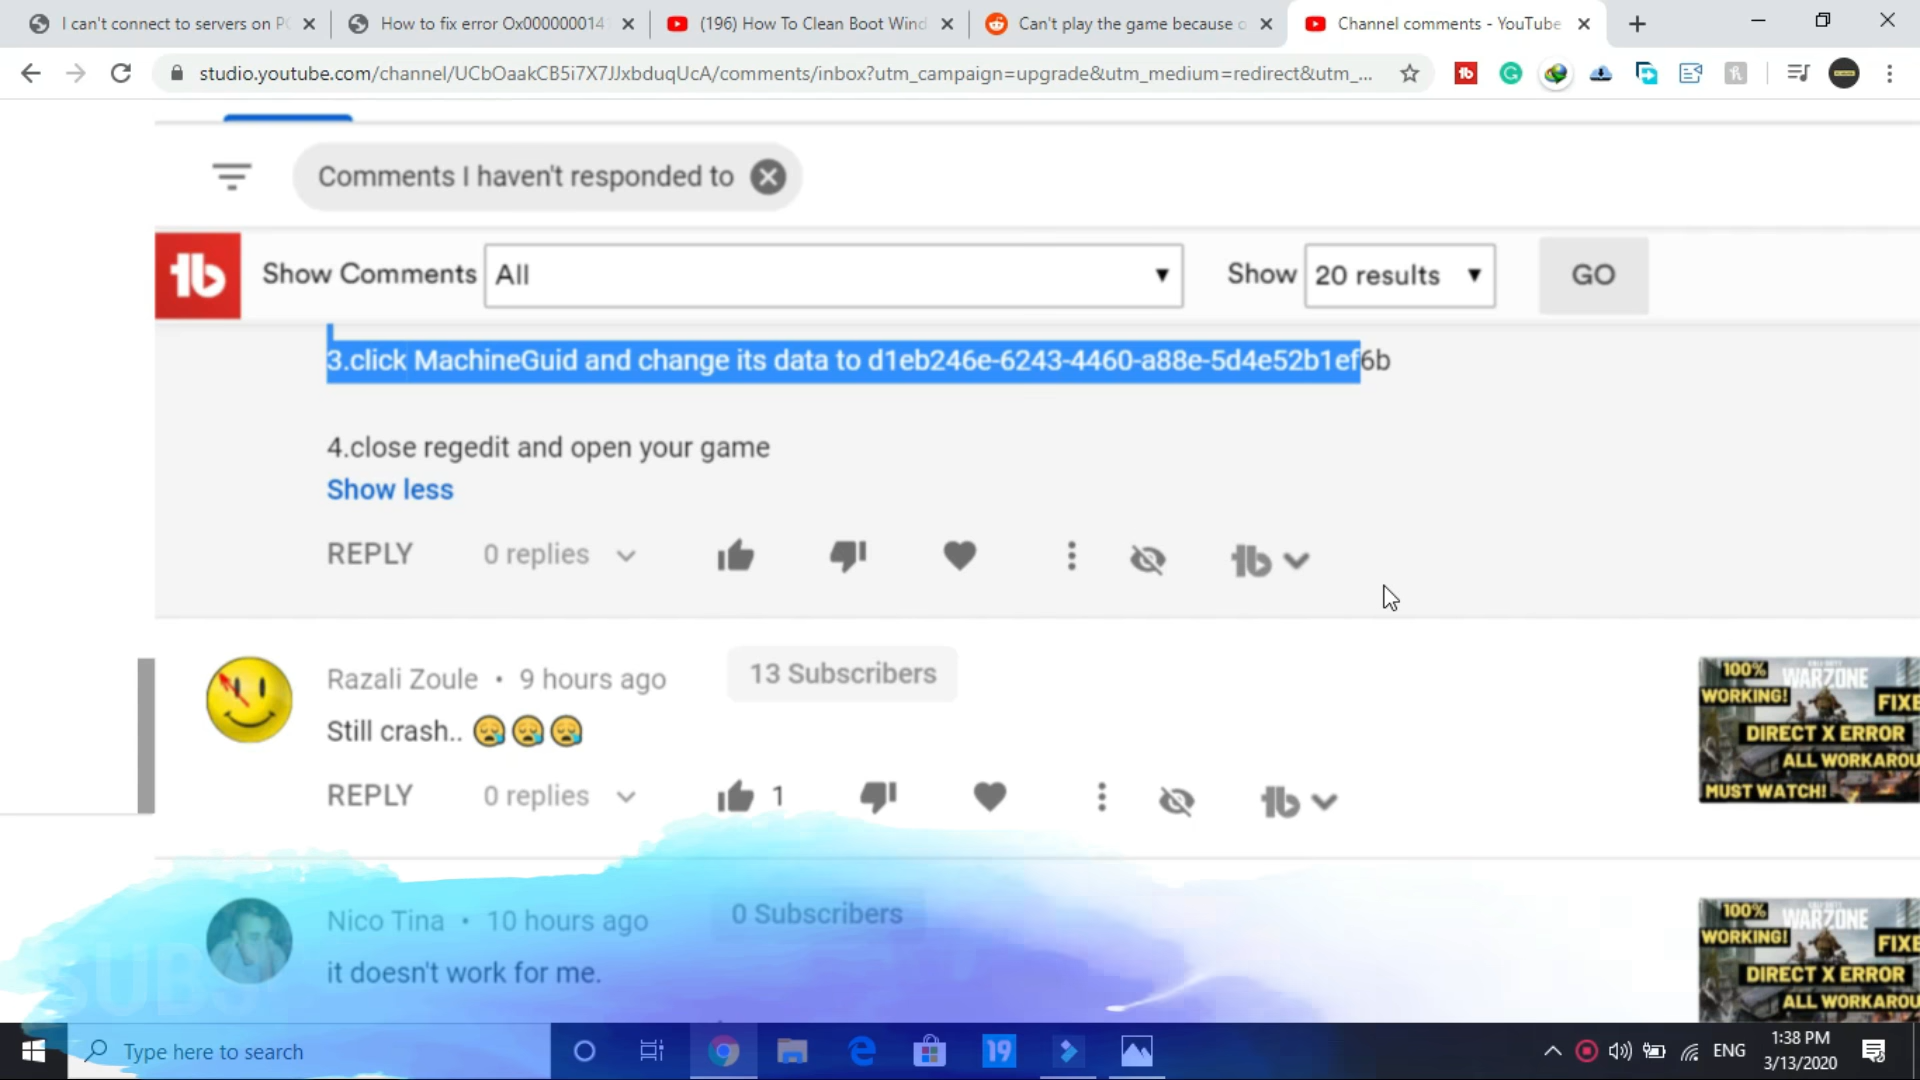 I can't connect to servers on PC
How to fix error 0x000000014
(196) How To Clean Boot Wind
Can't play the game because o
Channel comments - YouTube
studio.youtube.com/channel/UCbOaakCB5i7X7JJxbduqUcA/comments/inbox?utm_campaign=upgrade&utm_medium=redirect&utm_...
Comments I haven't responded to
tb Show Comments All Show 20 results GO
3.click MachineGuid and change its data to d1eb246e-6243-4460-a88e-5d4e52b1ef6b
4.close regedit and open your game
Show less
REPLY 0 replies
Razali Zoule • 9 hours ago 13 Subscribers
Still crash..
REPLY 0 replies 1
100% WARZONE
WORKING! FIXE
DIRECT X ERROR
ALL WORKAROU
MUST WATCH!
Nico Tina • 10 hours ago 0 Subscribers
it doesn't work for me.
100% WARZONE
WORKING! FIXE
DIRECT X ERROR
ALL WORKAROU
SUBS
Type here to search
19
ENG
1:38 PM
3/13/2020